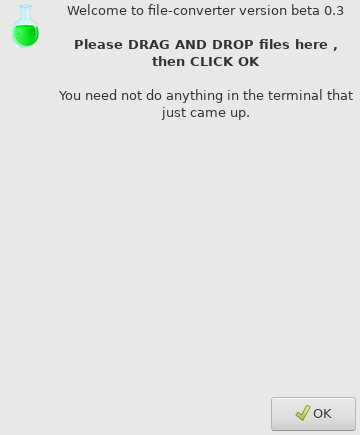 Welcome to file-converter version beta 0.3
Please DRAG AND DROP files here ,
then CLICK OK
You need not do anything in the terminal that
just came up.
OK